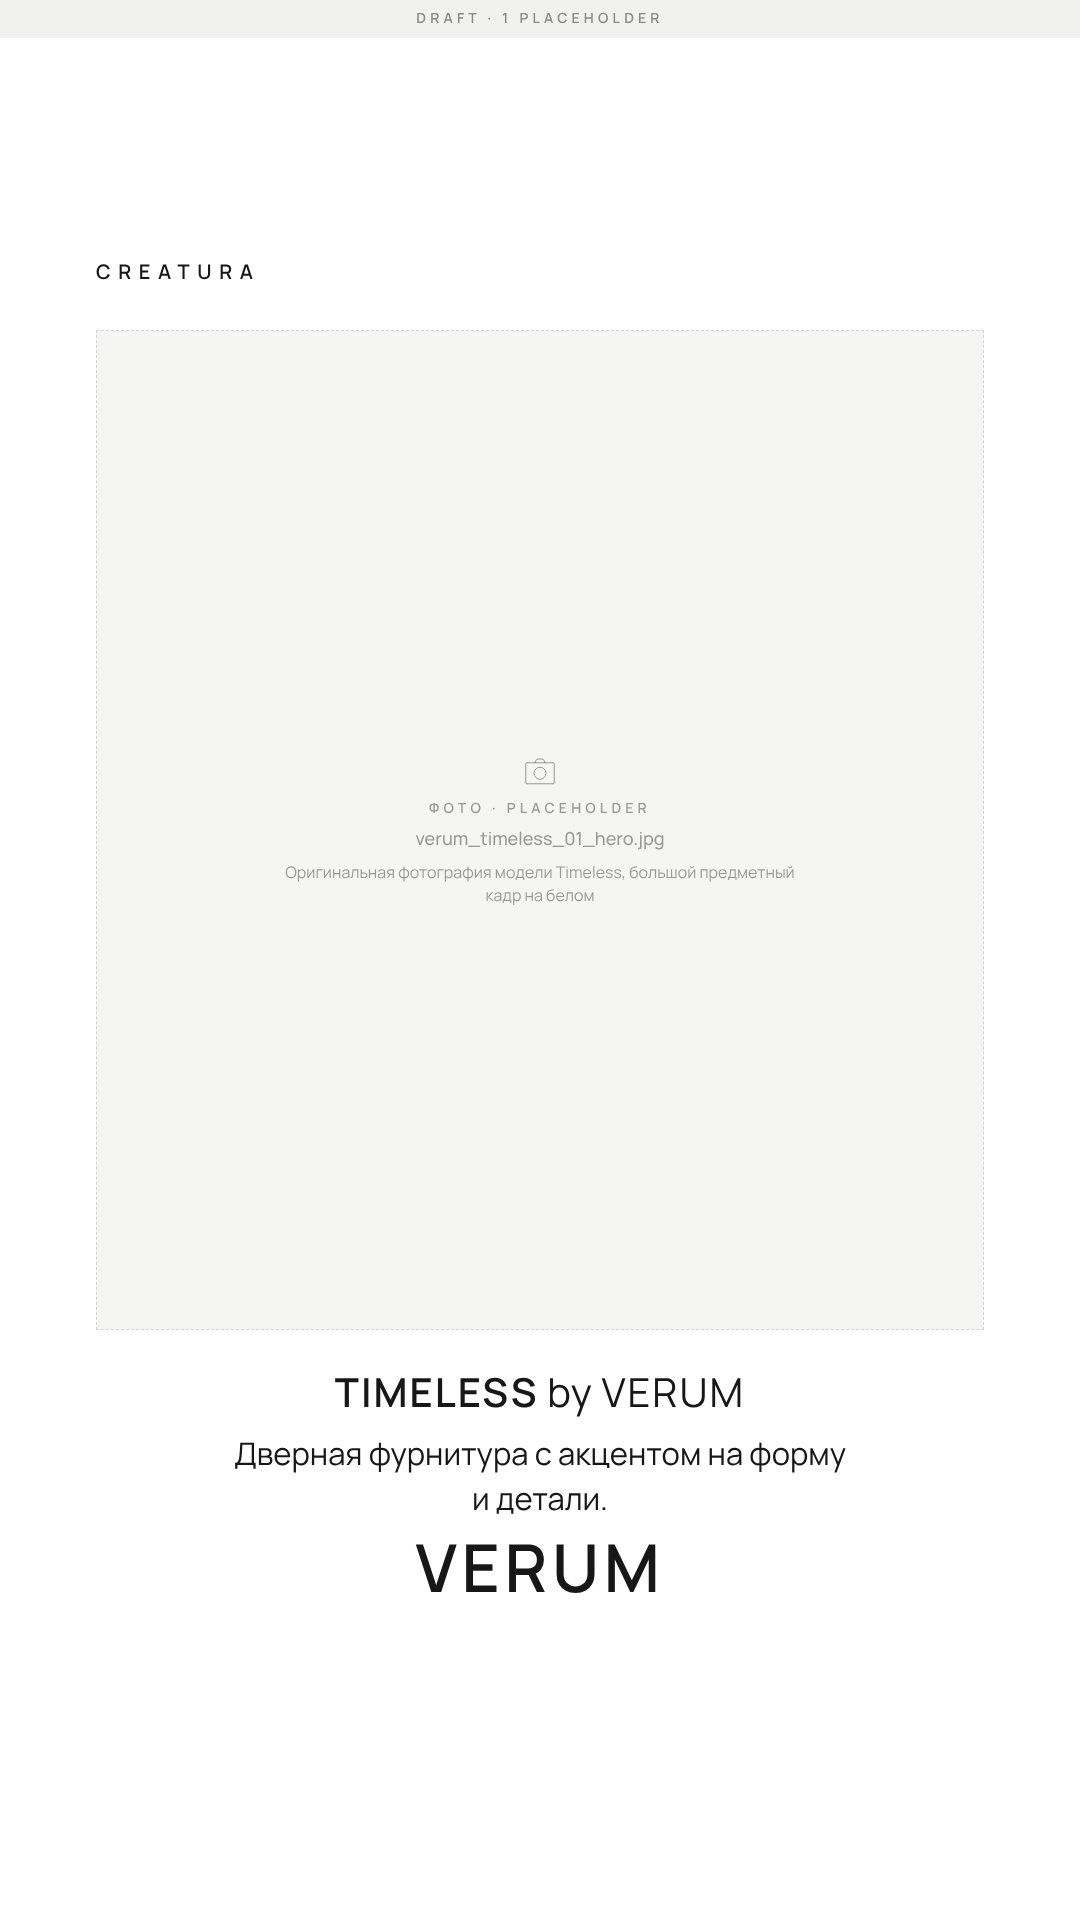 DRAFT · 1 PLACEHOLDER
CREATURA
ФОТО · PLACEHOLDER
verum_timeless_01_hero.jpg
Оригинальная фотография модели Timeless, большой предметный
кадр на белом
TIMELESS by VERUM
Дверная фурнитура с акцентом на форму
и детали.
VERUM